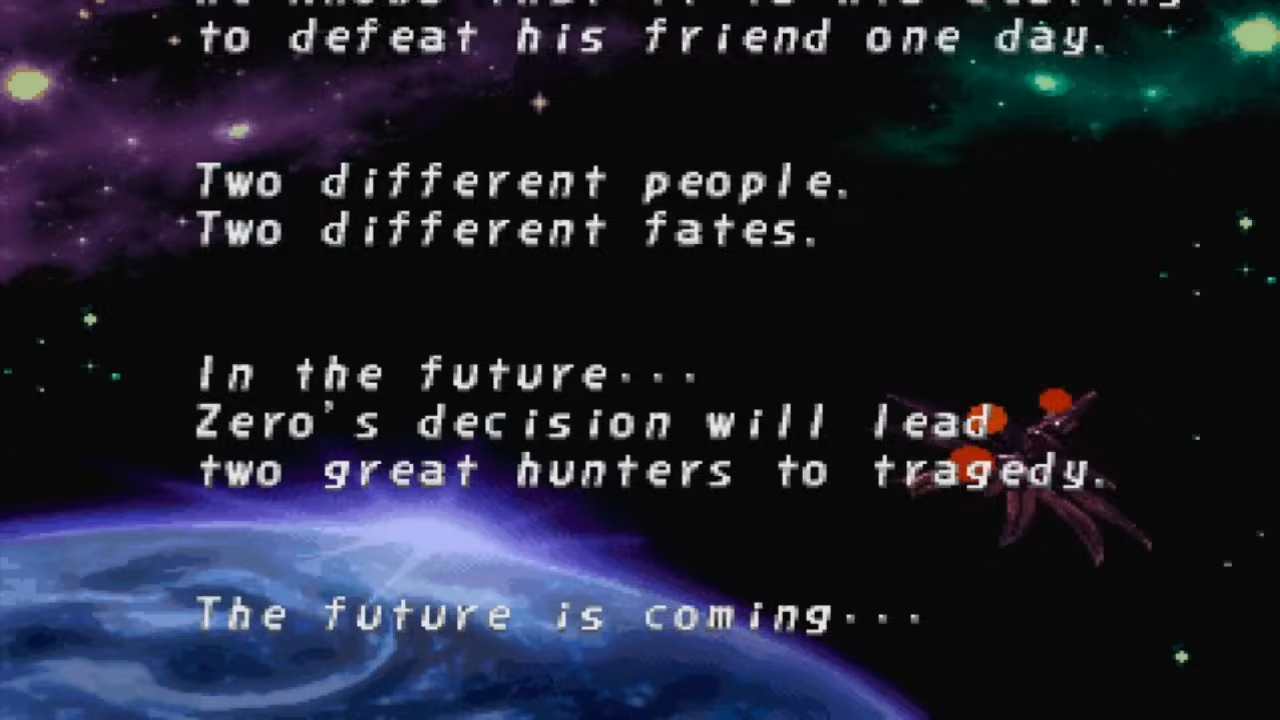 to defeat his friend one day.
Two different people.
Two different fates.
In the future···
Zero's decision will lead
two great hunters to tragedy.
The future is coming···